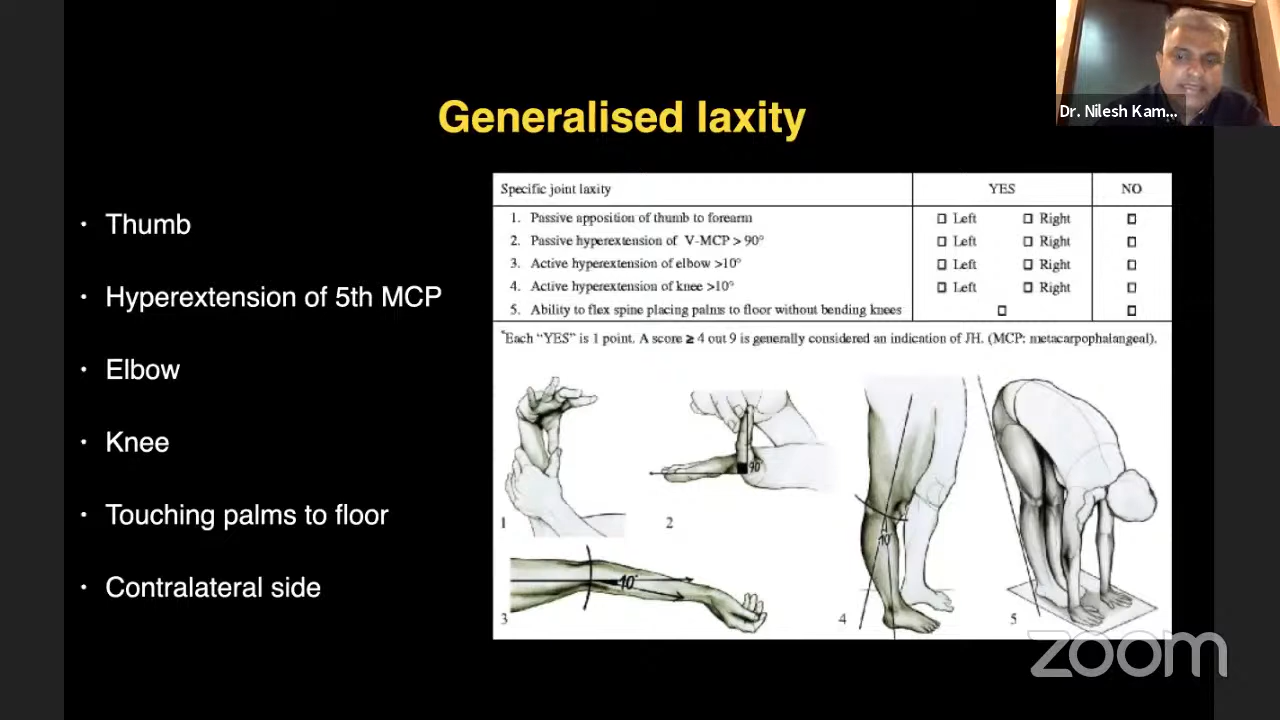 Generalised laxity
Dr. Nilesh Kam...
· Thumb
· Hyperextension of 5th MCP
· Elbow
· Knee
· Touching palms to floor
· Contralateral side
Specific joint laxity YES NO
1. Passive apposition of thumb to forearm □ Left □ Right □
2. Passive hyperextension of V-MCP > 90° □ Left □ Right □
3. Active hyperextension of elbow >10° □ Left □ Right □
4. Active hyperextension of knee >10° □ Left □ Right □
5. Ability to flex spine placing palms to floor without bending knees □ □
*Each “YES” is 1 point. A score ≥ 4 out 9 is generally considered an indication of JH. (MCP: metacarpophalangeal).
1
2
90°
3
10°
4
10°
5
zoom